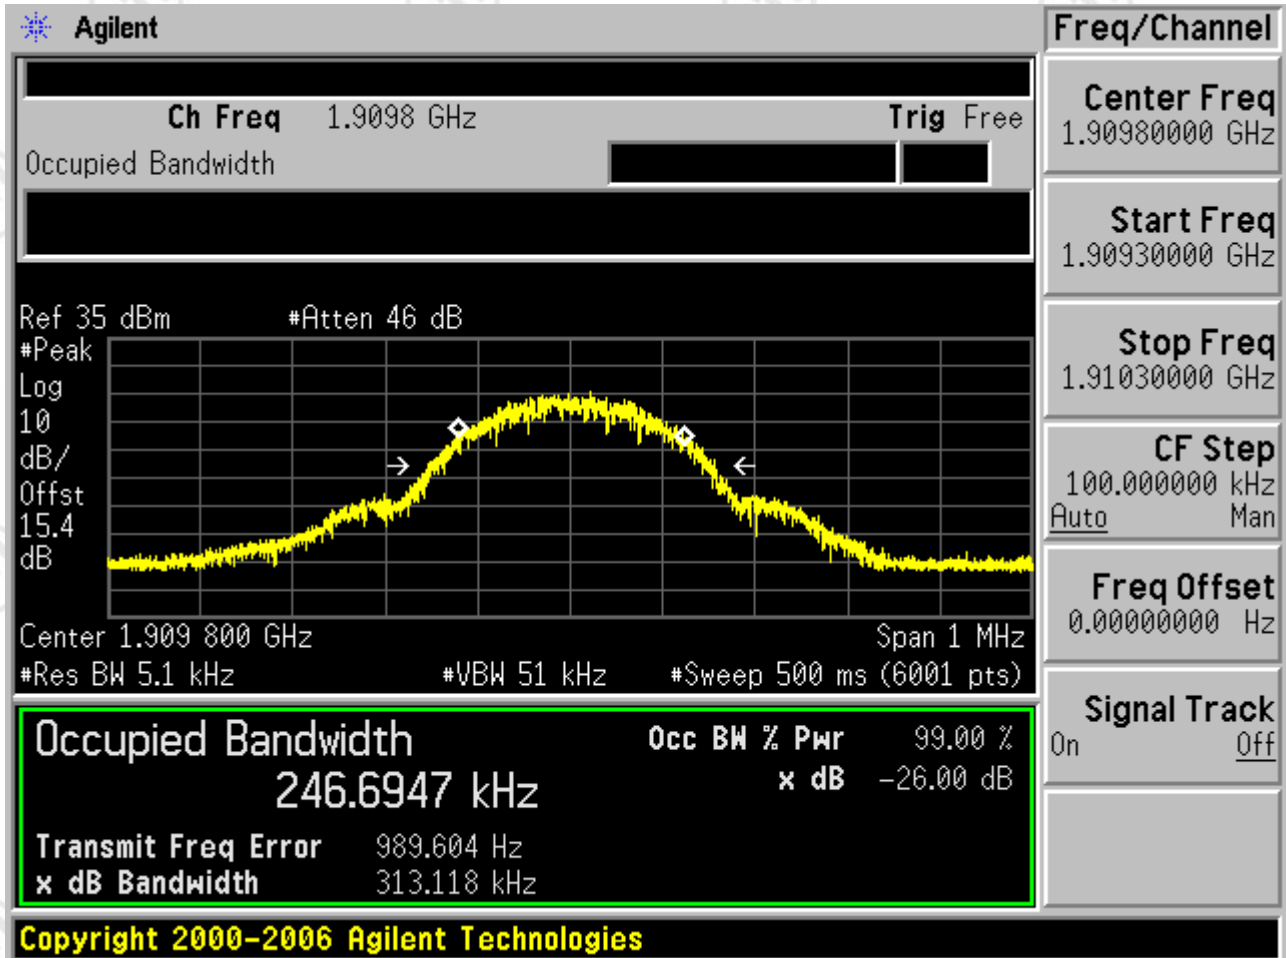 Agilent
Ch Freq 1.9098 GHz Trig Free
Occupied Bandwidth
Ref 35 dBm #Atten 46 dB
#Peak
Log
10
dB/
Offst
15.4
dB
Center 1.909 800 GHz Span 1 MHz
#Res BW 5.1 kHz #VBW 51 kHz #Sweep 500 ms (6001 pts)
Occupied Bandwidth
246.6947 kHz
Occ BW % Pwr 99.00 %
x dB -26.00 dB
Transmit Freq Error 989.604 Hz
x dB Bandwidth 313.118 kHz
Copyright 2000-2006 Agilent Technologies
Freq/Channel
Center Freq
1.90980000 GHz
Start Freq
1.90930000 GHz
Stop Freq
1.91030000 GHz
CF Step
100.000000 kHz
Auto Man
Freq Offset
0.00000000 Hz
Signal Track
On Off